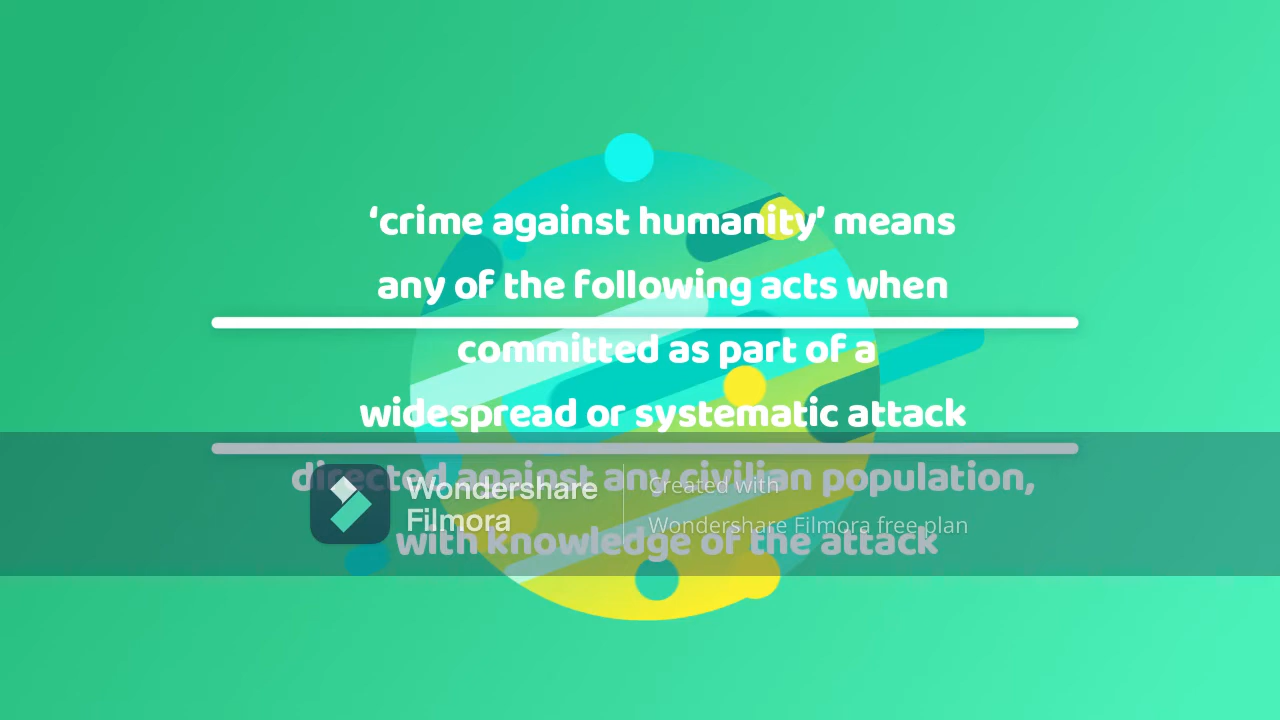 ‘crime against humanity’ means
any of the following acts when
committed as part of a
widespread or systematic attack
directed against any civilian population,
with knowledge of the attack
Wondershare
Filmora
Created with
Wondershare Filmora free plan